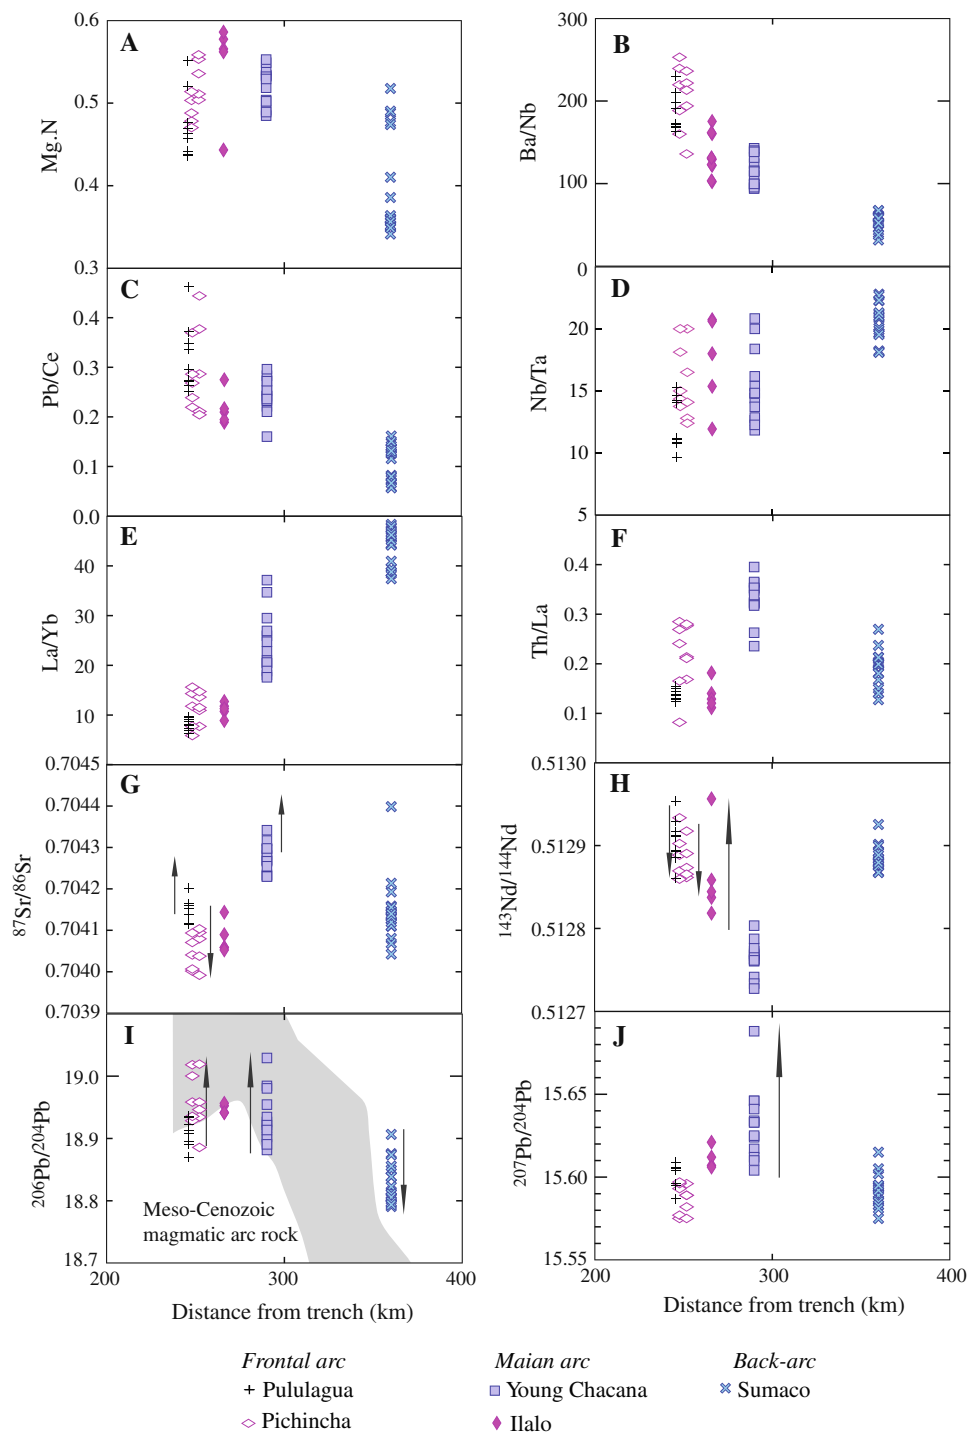 A
Mg.N
0.6
0.5
0.4
0.3
B
Ba/Nb
300
200
100
0
C
Pb/Ce
0.4
0.3
0.2
0.1
0.0
D
Nb/Ta
20
15
10
5
E
La/Yb
40
30
20
10
F
Th/La
0.4
0.3
0.2
0.1
G
87Sr/86Sr
0.7045
0.7044
0.7043
0.7042
0.7041
0.7040
0.7039
H
143Nd/144Nd
0.5130
0.5129
0.5128
0.5127
I
206Pb/204Pb
19.0
18.9
18.8
18.7
Meso-Cenozoic
magmatic arc rock
200 300 400
Distance from trench (km)
J
207Pb/204Pb
15.65
15.60
15.55
200 300 400
Distance from trench (km)
Frontal arc Maian arc Back-arc
Pululagua Young Chacana Sumaco
Pichincha Ilalo